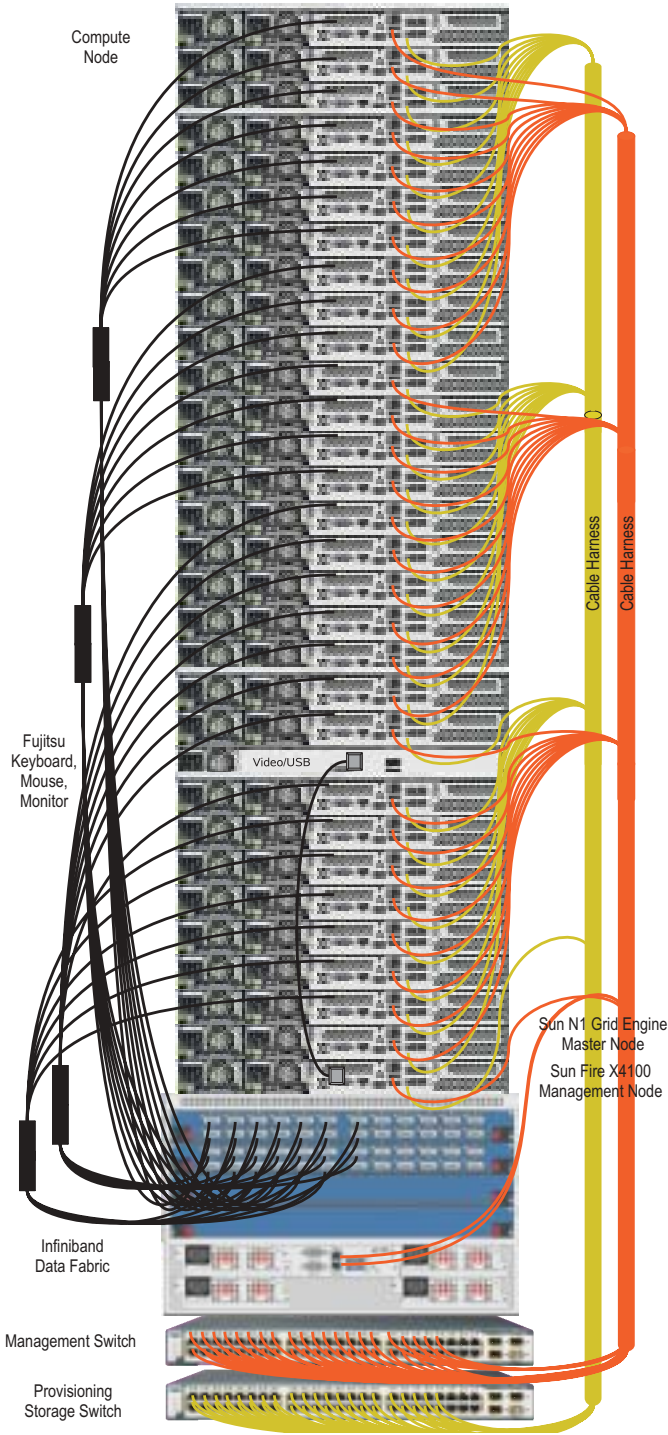 Compute
Node
Cable Harness
Cable Harness
Fujitsu
Keyboard,
Mouse,
Monitor
Video/USB
Sun N1 Grid Engine
Master Node
Sun Fire X4100
Management Node
Infiniband
Data Fabric
Management Switch
Provisioning
Storage Switch